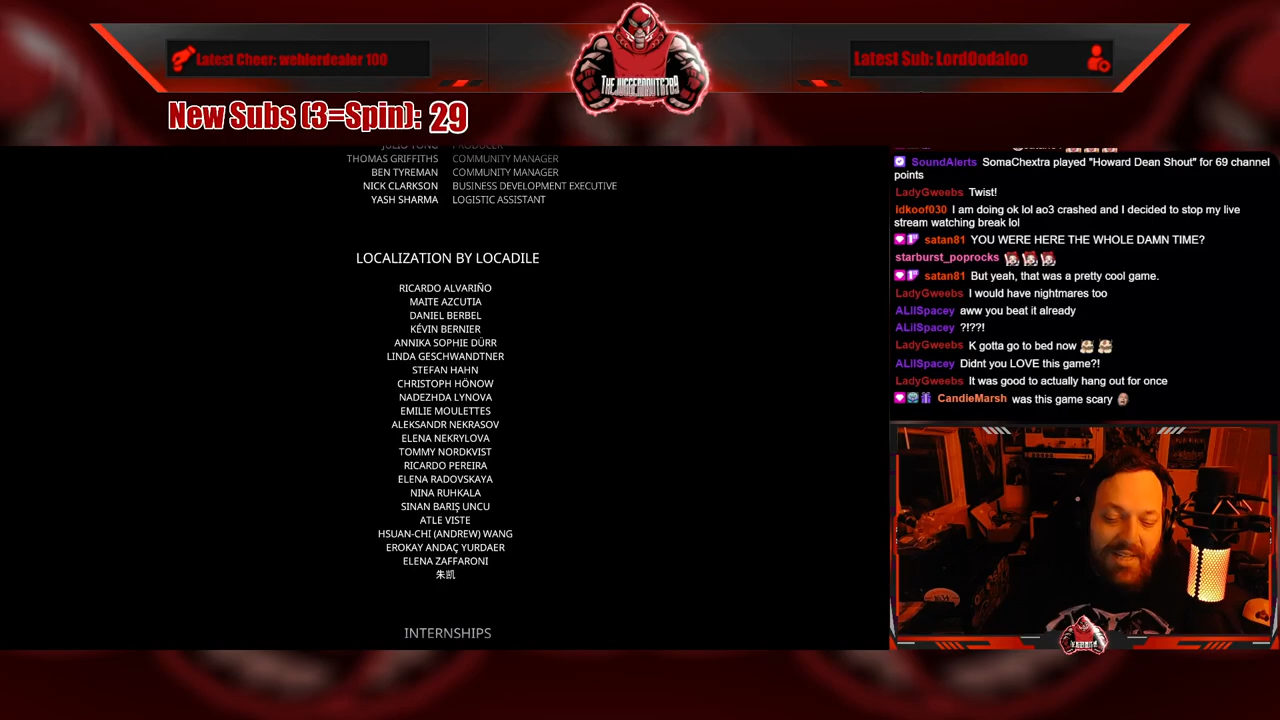 Latest Cheer: wehlordealer 100
THEJUGGERNAUT6789
Latest Sub: LordOodaloo
New Subs (3=Spin): 29
PRODUCER
THOMAS GRIFFITHS COMMUNITY MANAGER
BEN TYREMAN COMMUNITY MANAGER
NICK CLARKSON BUSINESS DEVELOPMENT EXECUTIVE
YASH SHARMA LOGISTIC ASSISTANT
LOCALIZATION BY LOCADILE
RICARDO ALVARIÑO
MAITE AZCUTIA
DANIEL BERBEL
KÉVIN BERNIER
ANNIKA SOPHIE DÜRR
LINDA GESCHWANDTNER
STEFAN HAHN
CHRISTOPH HÖNOW
NADEZHDA LYNOVA
EMILIE MOULETTES
ALEKSANDR NEKRASOV
ELENA NEKRYLOVA
TOMMY NORDKVIST
RICARDO PEREIRA
ELENA RADOVSKAYA
NINA RUHKALA
SINAN BARIŞ UNCU
ATLE VISTE
HSUAN-CHI (ANDREW) WANG
EROKAY ANDAÇ YURDAER
ELENA ZAFFARONI
朱凯
INTERNSHIPS
SoundAlerts SomaChextra played "Howard Dean Shout" for 69 channel
points
LadyGweebs Twist!
idkoof030 I am doing ok lol ao3 crashed and I decided to stop my live
stream watching break lol
satan81 YOU WERE HERE THE WHOLE DAMN TIME?
starburst_poprocks
satan81 But yeah, that was a pretty cool game.
LadyGweebs I would have nightmares too
ALilSpacey aww you beat it already
ALilSpacey ?!??!
LadyGweebs K gotta go to bed now
ALilSpacey Didnt you LOVE this game?!
LadyGweebs It was good to actually hang out for once
CandieMarsh was this game scary